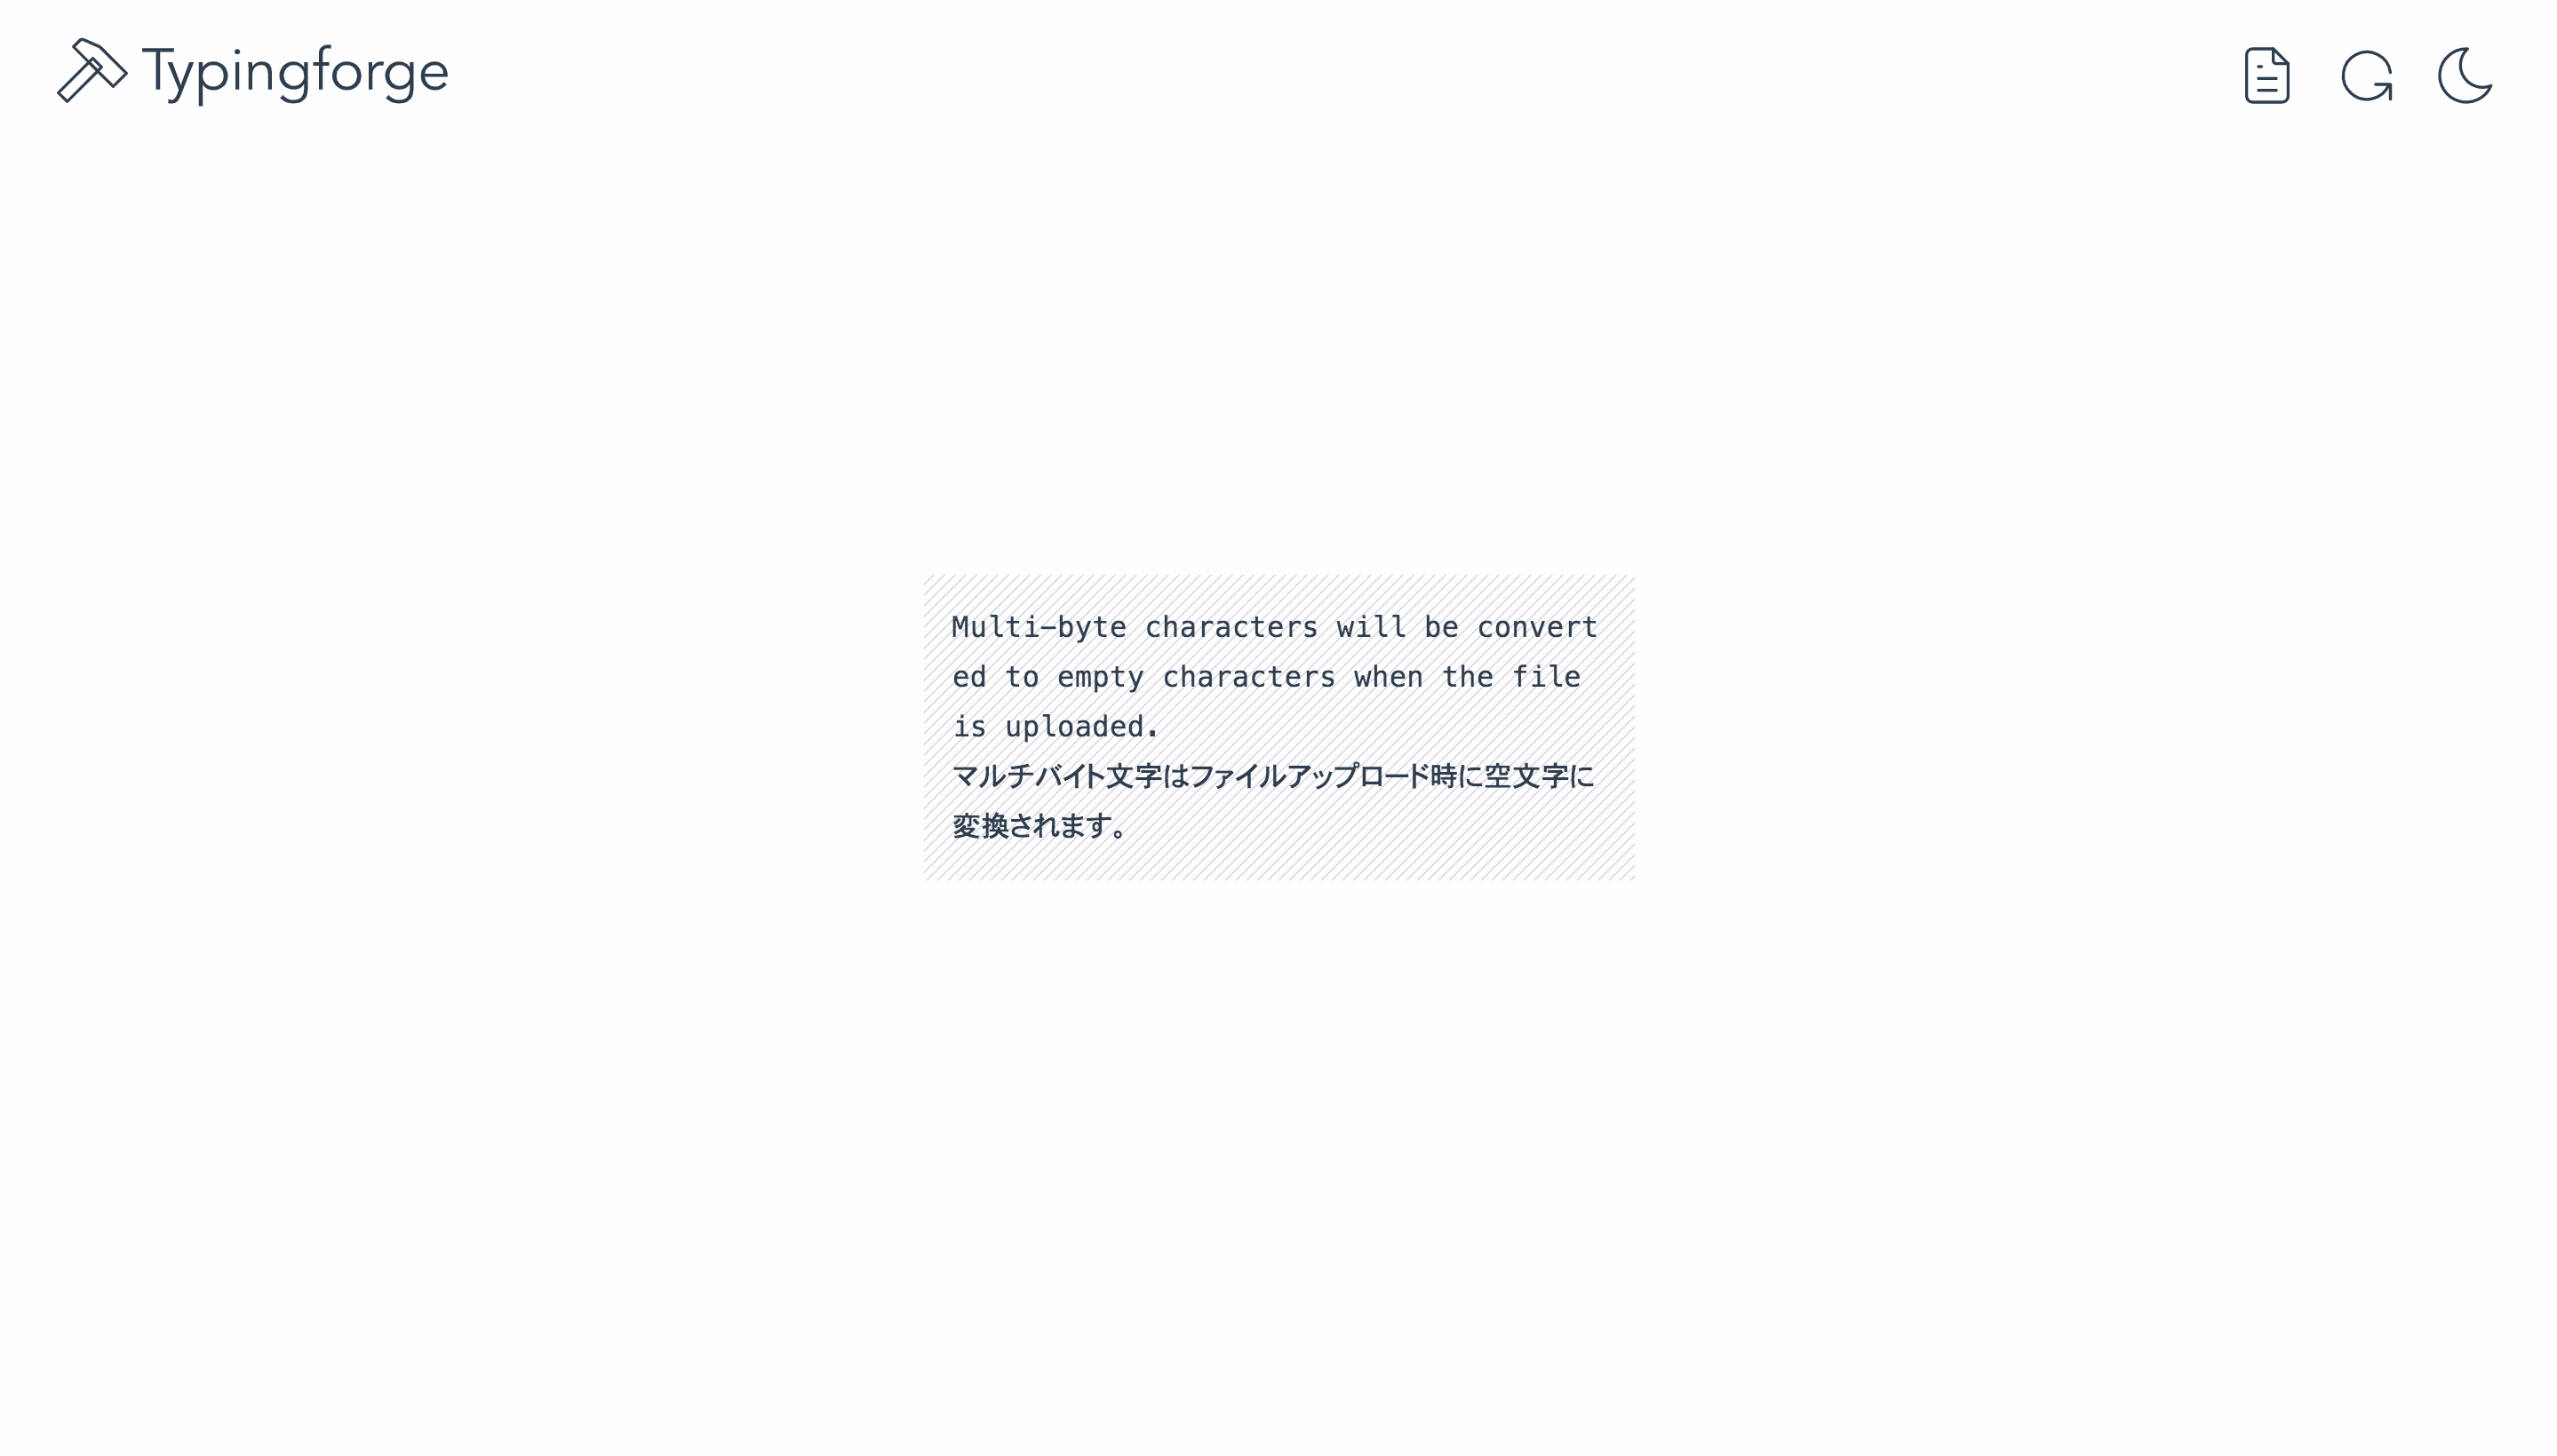 Typingforge
Multi-byte characters will be convert
ed to empty characters when the file
is uploaded.
マルチバイト文字はファイルアップロード時に空文字に
変換されます。